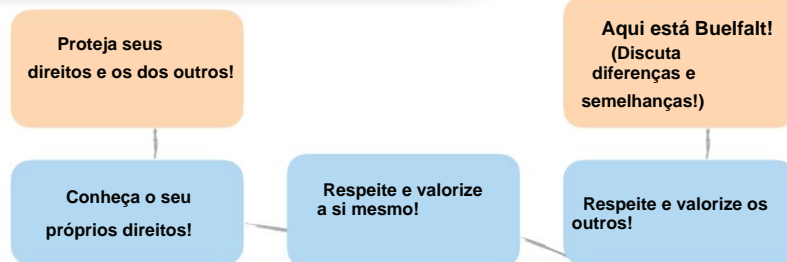 Proteja seus
direitos e os dos outros!
Aqui está Buelfalt!
(Discuta
diferenças e
semelhanças!)
Conheça o seu
próprios direitos!
Respeite e valorize
a si mesmo!
Respeite e valorize os
outros!